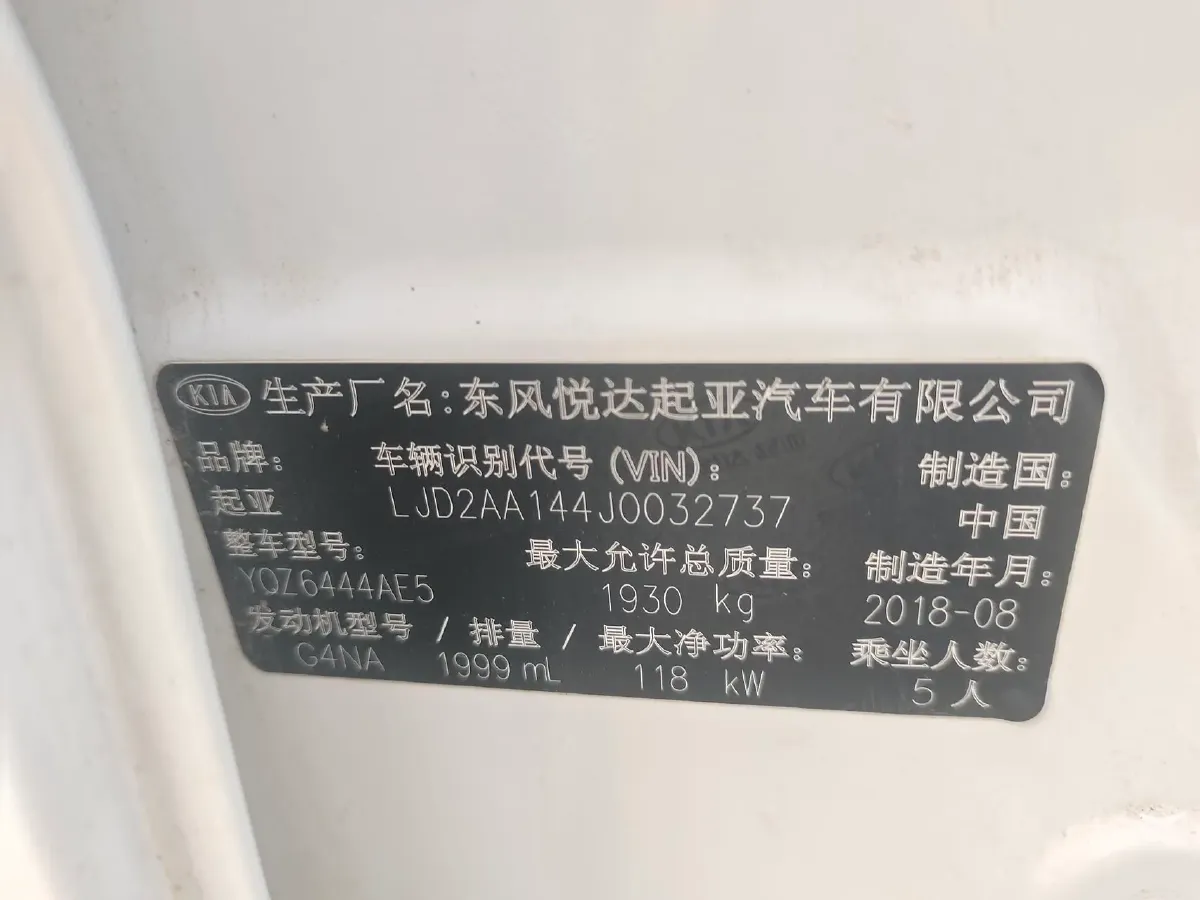 KIA 生产厂名:东风悦达起亚汽车有限公司
品牌: 车辆识别代号(VIN): 制造国:
起亚 LJD2AA144J0032737 中国
整车型号: 最大允许总质量: 制造年月:
YQZ6444AE5 1930 kg 2018-08
发动机型号 / 排量 / 最大净功率: 乘坐人数:
G4NA 1999 mL 118 kW 5 人